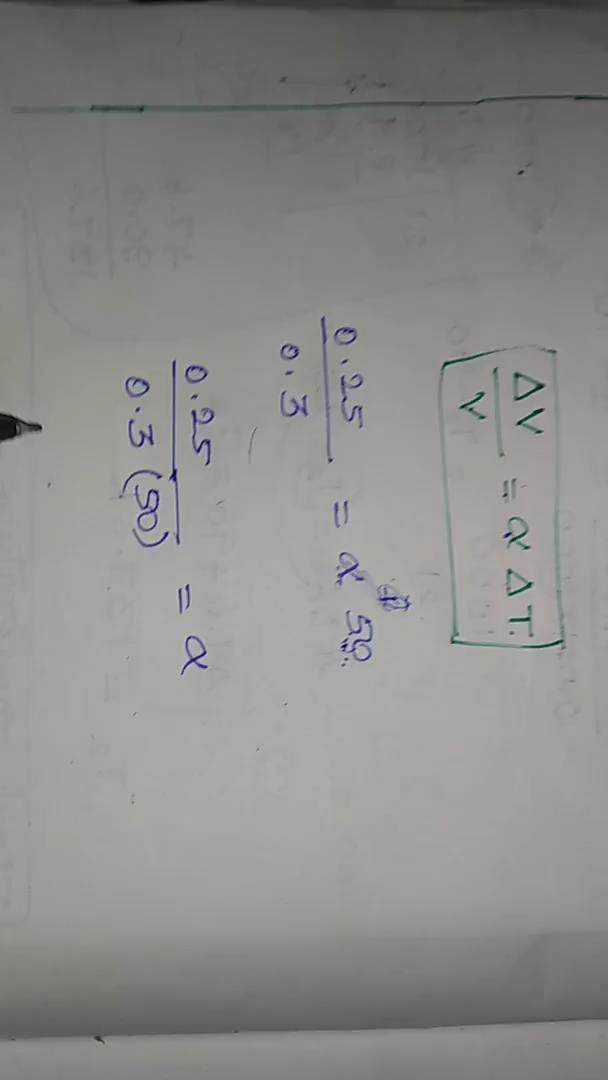 ΔV/V = α ΔT.
0.25/0.3 = α 50
0.25/0.3 (50) = α